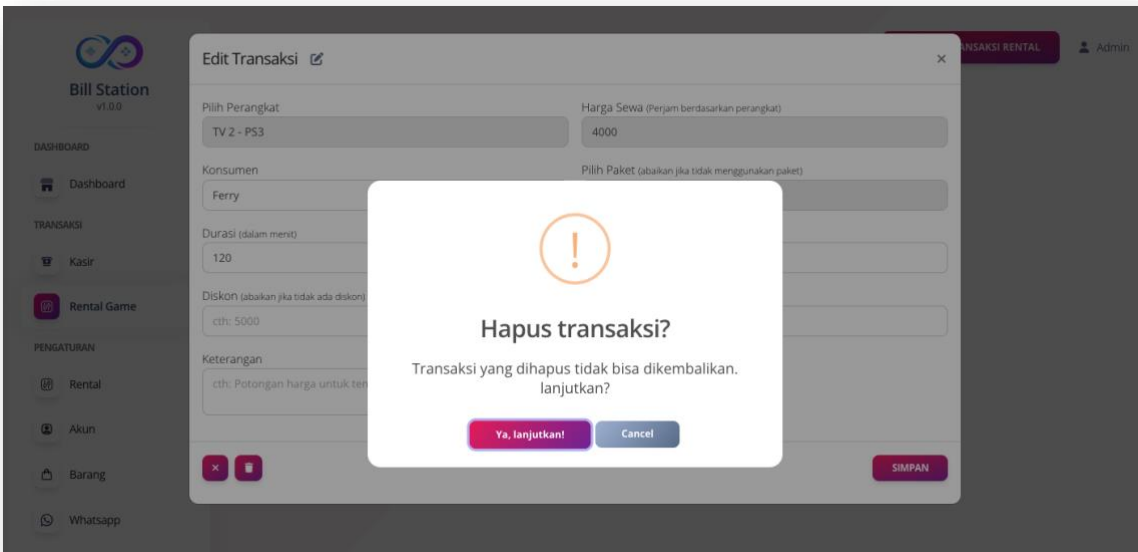 Bill Station
v1.0.0
DASHBOARD
Dashboard
TRANSAKSI
Kasir
Rental Game
PENGATURAN
Rental
Akun
Barang
Whatsapp
ANSAKSI RENTAL
Admin
Edit Transaksi
×
Pilih Perangkat
TV 2 - PS3
Harga Sewa (Perjam berdasarkan perangkat)
4000
Konsumen
Ferry
Pilih Paket (abaikan jika tidak menggunakan paket)
Durasi (dalam menit)
120
Diskon (abaikan jika tidak ada diskon)
cth: 5000
Keterangan
cth: Potongan harga untuk
SIMPAN
!
Hapus transaksi?
Transaksi yang dihapus tidak bisa dikembalikan.
lanjutkan?
Ya, lanjutkan!
Cancel